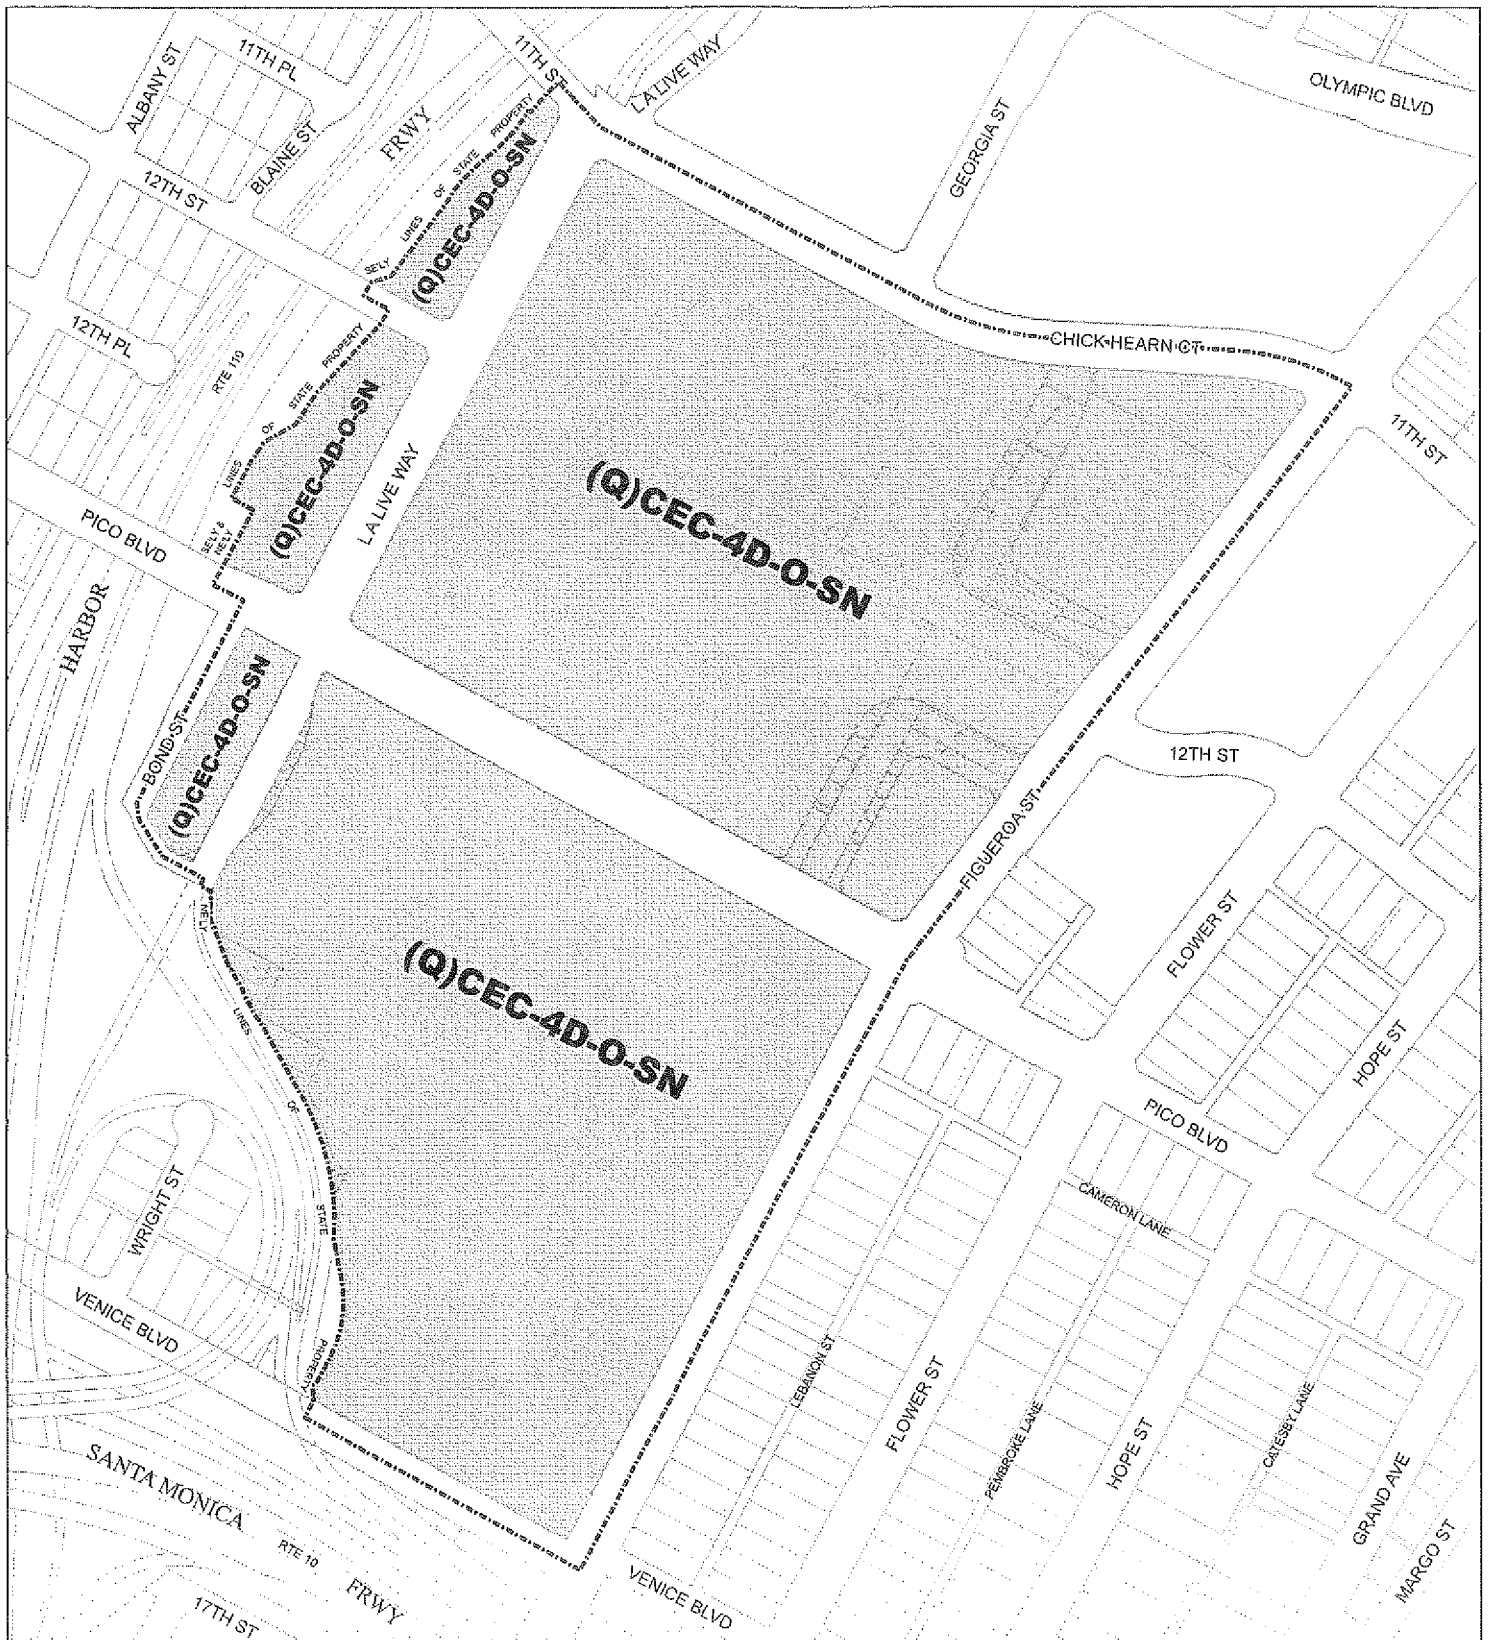 11TH PL
ALBANY ST
BLAINE ST
12TH ST
FRWY
11TH ST
L A LIVE WAY
GEORGIA ST
OLYMPIC BLVD
SELY LINES OF STATE PROPERTY
(Q)CEC-4D-O-SN
12TH PL
RTE 110
CHICK HEARN CT
11TH ST
SELY & NELY LINES OF STATE PROPERTY
(Q)CEC-4D-O-SN
L A LIVE WAY
(Q)CEC-4D-O-SN
PICO BLVD
HARBOR
BOND ST
(Q)CEC-4D-O-SN
12TH ST
FIGUEROA ST
FLOWER ST
HOPE ST
(Q)CEC-4D-O-SN
NELY LINES OF STATE PROPERTY
PICO BLVD
CAMERON LANE
WRIGHT ST
VENICE BLVD
LEBANON ST
FLOWER ST
PEMBROKE LANE
HOPE ST
CATESBY LANE
GRAND AVE
MARGO ST
SANTA MONICA
RTE 10
FRWY
17TH ST
VENICE BLVD